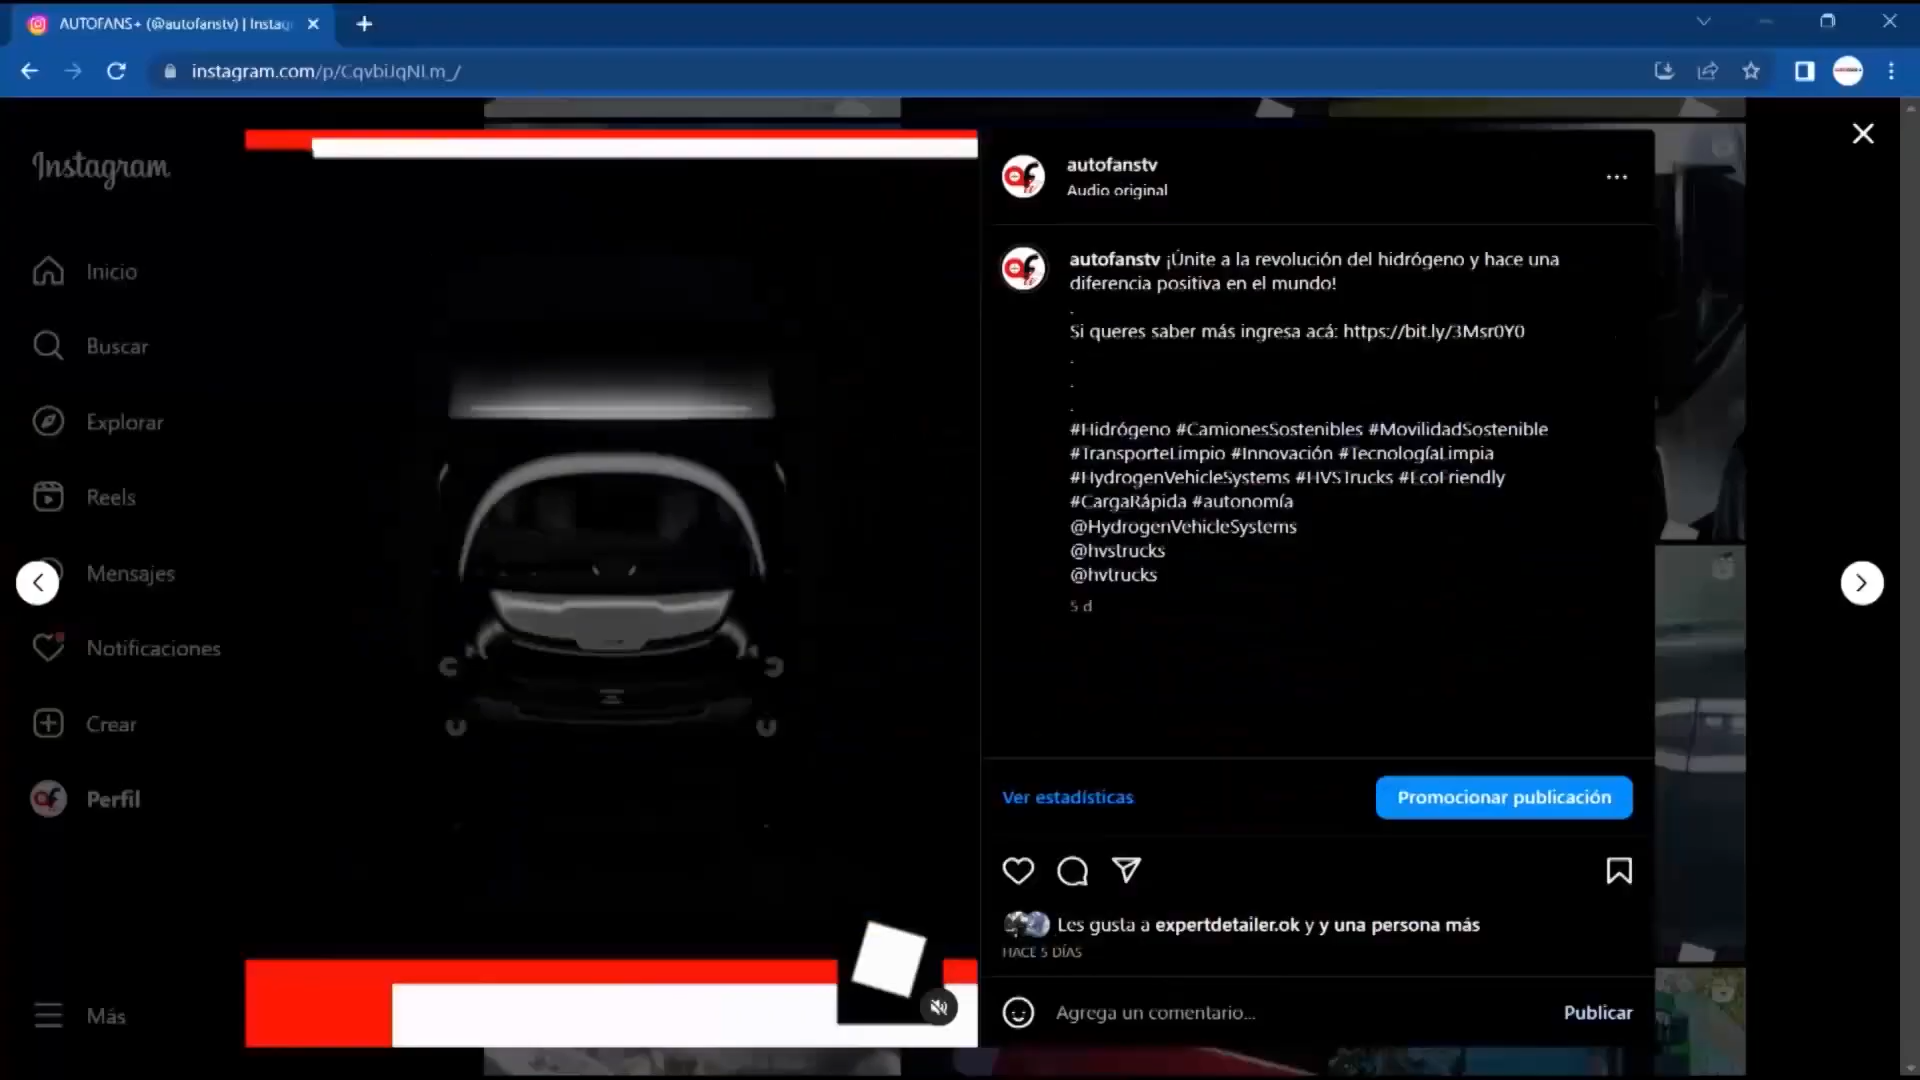 AUTOFANS+ (@autofanstv) | Instag
instagram.com/p/CqvbiJqNLm_/
Instagram
Inicio
Buscar
Explorar
Reels
Mensajes
Notificaciones
Crear
Perfil
Más
autofanstv
Audio original
autofanstv ¡Únite a la revolución del hidrógeno y hace una
diferencia positiva en el mundo!
.
Si queres saber más ingresa acá: https://bit.ly/3Msr0Y0
.
.
.
#Hidrógeno #CamionesSostenibles #MovilidadSostenible
#TransporteLimpio #Innovación #TecnologíaLimpia
#HydrogenVehicleSystems #HVSTrucks #EcoFriendly
#CargaRápida #autonomía
@HydrogenVehicleSystems
@hvstrucks
@hvtrucks
5 d
Ver estadísticas
Promocionar publicación
Les gusta a expertdetailer.ok y y una persona más
HACE 5 DÍAS
Agrega un comentario...
Publicar